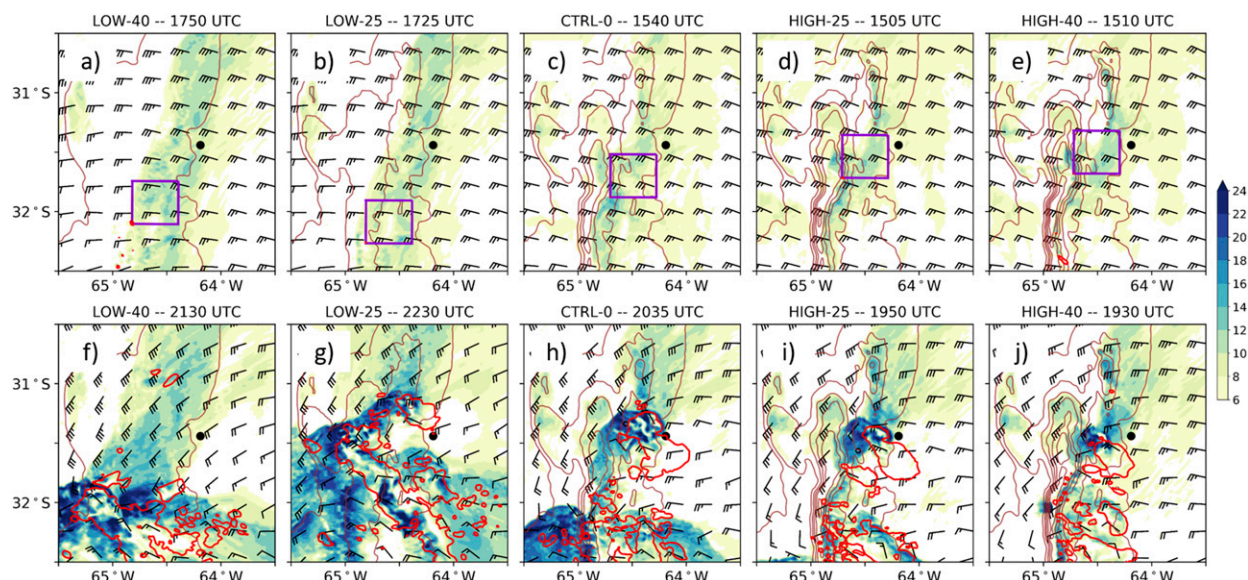 LOW-40 -- 1750 UTC
LOW-25 -- 1725 UTC
CTRL-0 -- 1540 UTC
HIGH-25 -- 1505 UTC
HIGH-40 -- 1510 UTC
a)
b)
c)
d)
e)
31°S
32°S
65°W 64°W
65°W 64°W
65°W 64°W
65°W 64°W
65°W 64°W
24
22
20
18
16
14
12
10
8
6
LOW-40 -- 2130 UTC
LOW-25 -- 2230 UTC
CTRL-0 -- 2035 UTC
HIGH-25 -- 1950 UTC
HIGH-40 -- 1930 UTC
f)
g)
h)
i)
j)
31°S
32°S
65°W 64°W
65°W 64°W
65°W 64°W
65°W 64°W
65°W 64°W